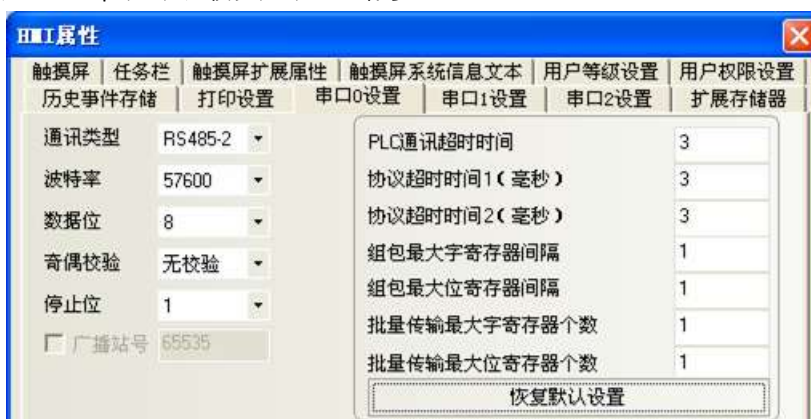 HMI属性
触摸屏 任务栏 触摸屏扩展属性 触摸屏系统信息文本 用户等级设置 用户权限设置
历史事件存储 打印设置 串口0设置 串口1设置 串口2设置 扩展存储器
通讯类型 RS485-2
波特率 57600
数据位 8
奇偶校验 无校验
停止位 1
广播站号 65535
PLC通讯超时时间 3
协议超时时间1(毫秒) 3
协议超时时间2(毫秒) 3
组包最大字寄存器间隔 1
组包最大位寄存器间隔 1
批量传输最大字寄存器个数 1
批量传输最大位寄存器个数 1
恢复默认设置